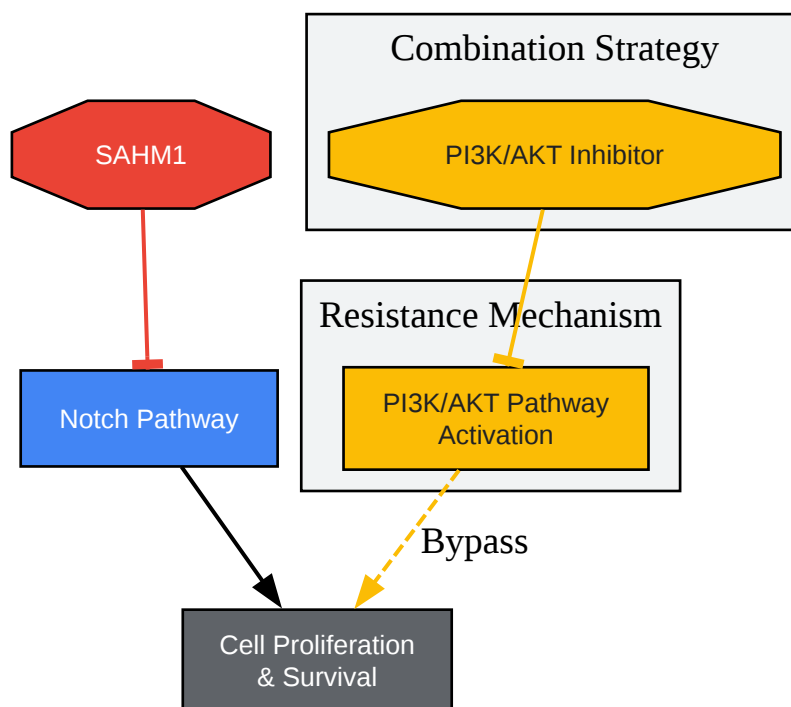 Combination Strategy
SAHM1
PI3K/AKT Inhibitor
Resistance Mechanism
Notch Pathway
PI3K/AKT Pathway
Activation
Bypass
Cell Proliferation
& Survival